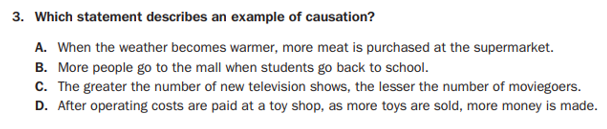 3. Which statement describes an example of causation?
A. When the weather becomes warmer, more meat is purchased at the supermarket.
B. More people go to the mall when students go back to school.
C. The greater the number of new television shows, the lesser the number of moviegoers.
D. After operating costs are paid at a toy shop, as more toys are sold, more money is made.